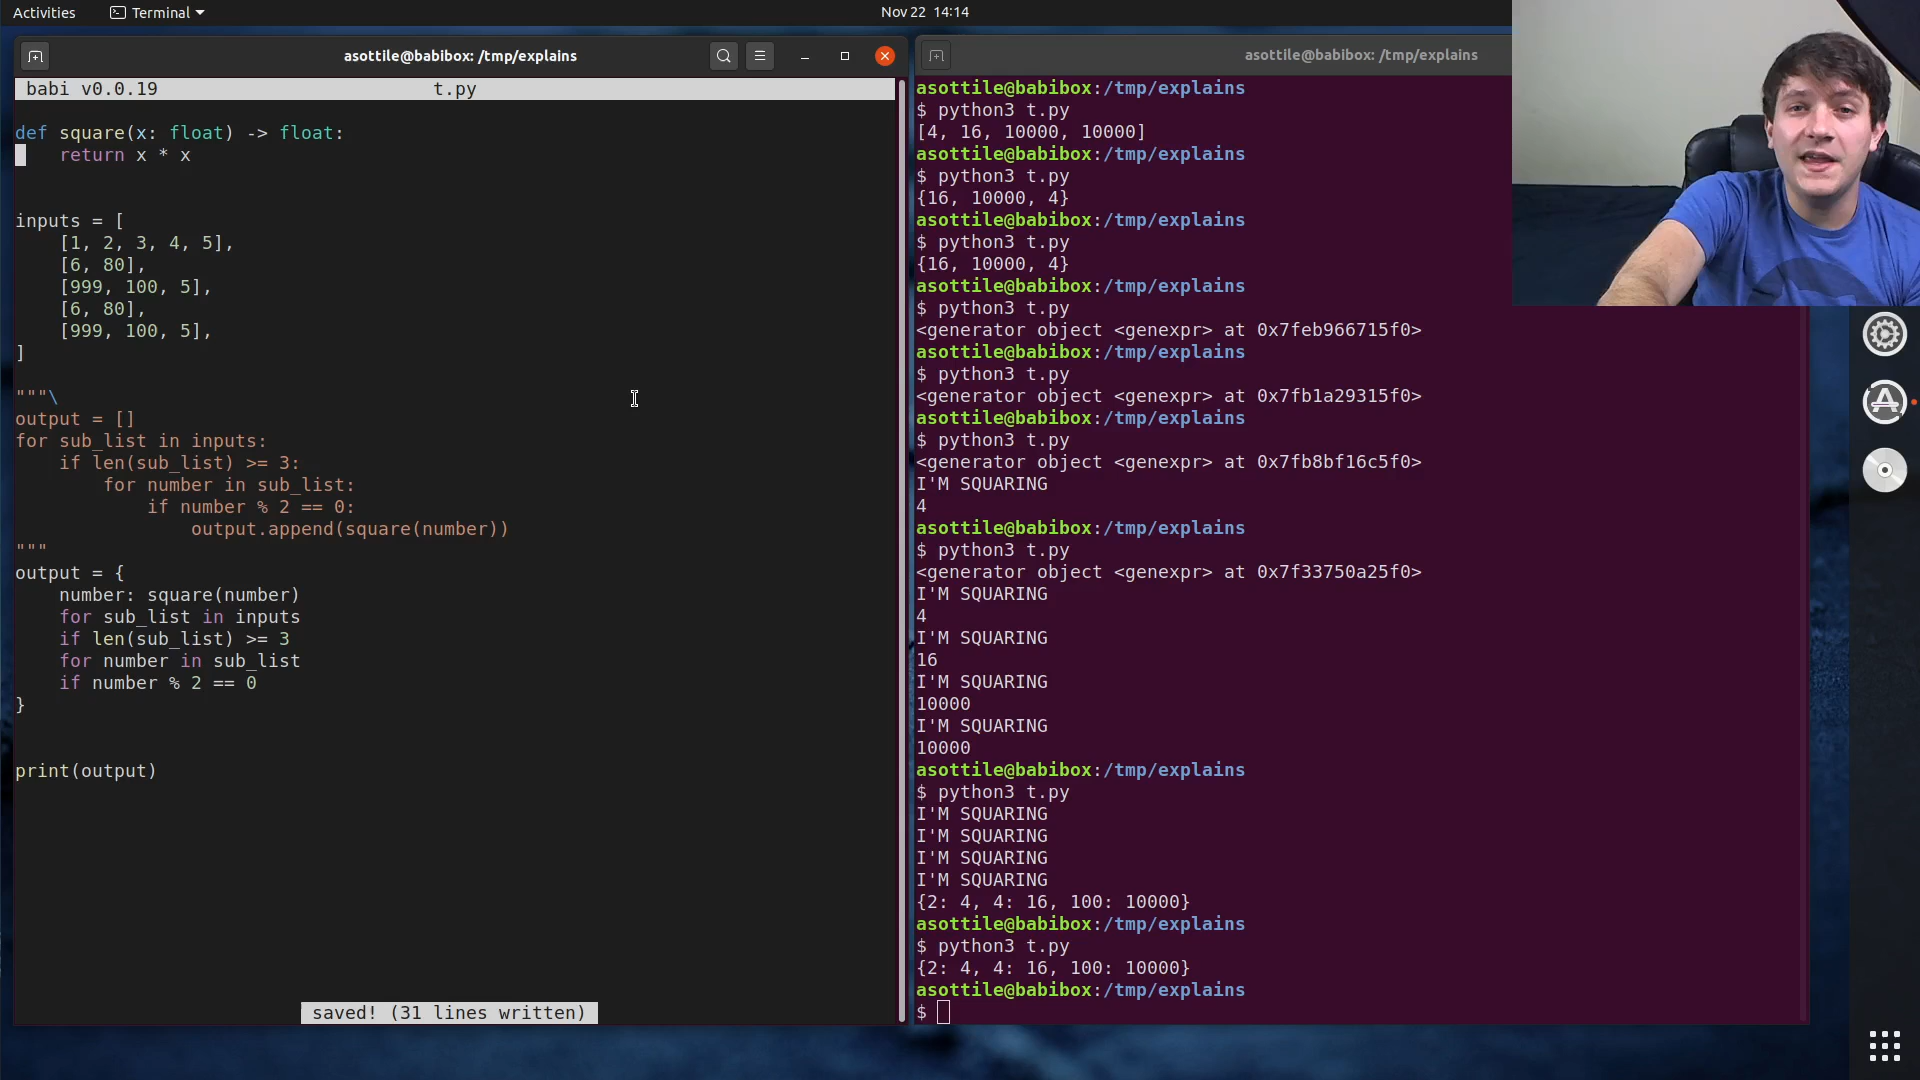 Activities
Terminal
Nov 22 14:14
asottile@babibox: /tmp/explains
babi v0.0.19 t.py
def square(x: float) -> float:
    return x * x
inputs = [
    [1, 2, 3, 4, 5],
    [6, 80],
    [999, 100, 5],
    [6, 80],
    [999, 100, 5],
]
"""\
output = []
for sub_list in inputs:
    if len(sub_list) >= 3:
        for number in sub_list:
            if number % 2 == 0:
                output.append(square(number))
"""
output = {
    number: square(number)
    for sub_list in inputs
    if len(sub_list) >= 3
    for number in sub_list
    if number % 2 == 0
}
print(output)
saved! (31 lines written)
asottile@babibox: /tmp/explains
asottile@babibox:/tmp/explains
$ python3 t.py
[4, 16, 10000, 10000]
asottile@babibox:/tmp/explains
$ python3 t.py
{16, 10000, 4}
asottile@babibox:/tmp/explains
$ python3 t.py
{16, 10000, 4}
asottile@babibox:/tmp/explains
$ python3 t.py
<generator object <genexpr> at 0x7feb966715f0>
asottile@babibox:/tmp/explains
$ python3 t.py
<generator object <genexpr> at 0x7fb1a29315f0>
asottile@babibox:/tmp/explains
$ python3 t.py
<generator object <genexpr> at 0x7fb8bf16c5f0>
I'M SQUARING
4
asottile@babibox:/tmp/explains
$ python3 t.py
<generator object <genexpr> at 0x7f33750a25f0>
I'M SQUARING
4
I'M SQUARING
16
I'M SQUARING
10000
I'M SQUARING
10000
asottile@babibox:/tmp/explains
$ python3 t.py
I'M SQUARING
I'M SQUARING
I'M SQUARING
I'M SQUARING
{2: 4, 4: 16, 100: 10000}
asottile@babibox:/tmp/explains
$ python3 t.py
{2: 4, 4: 16, 100: 10000}
asottile@babibox:/tmp/explains
$